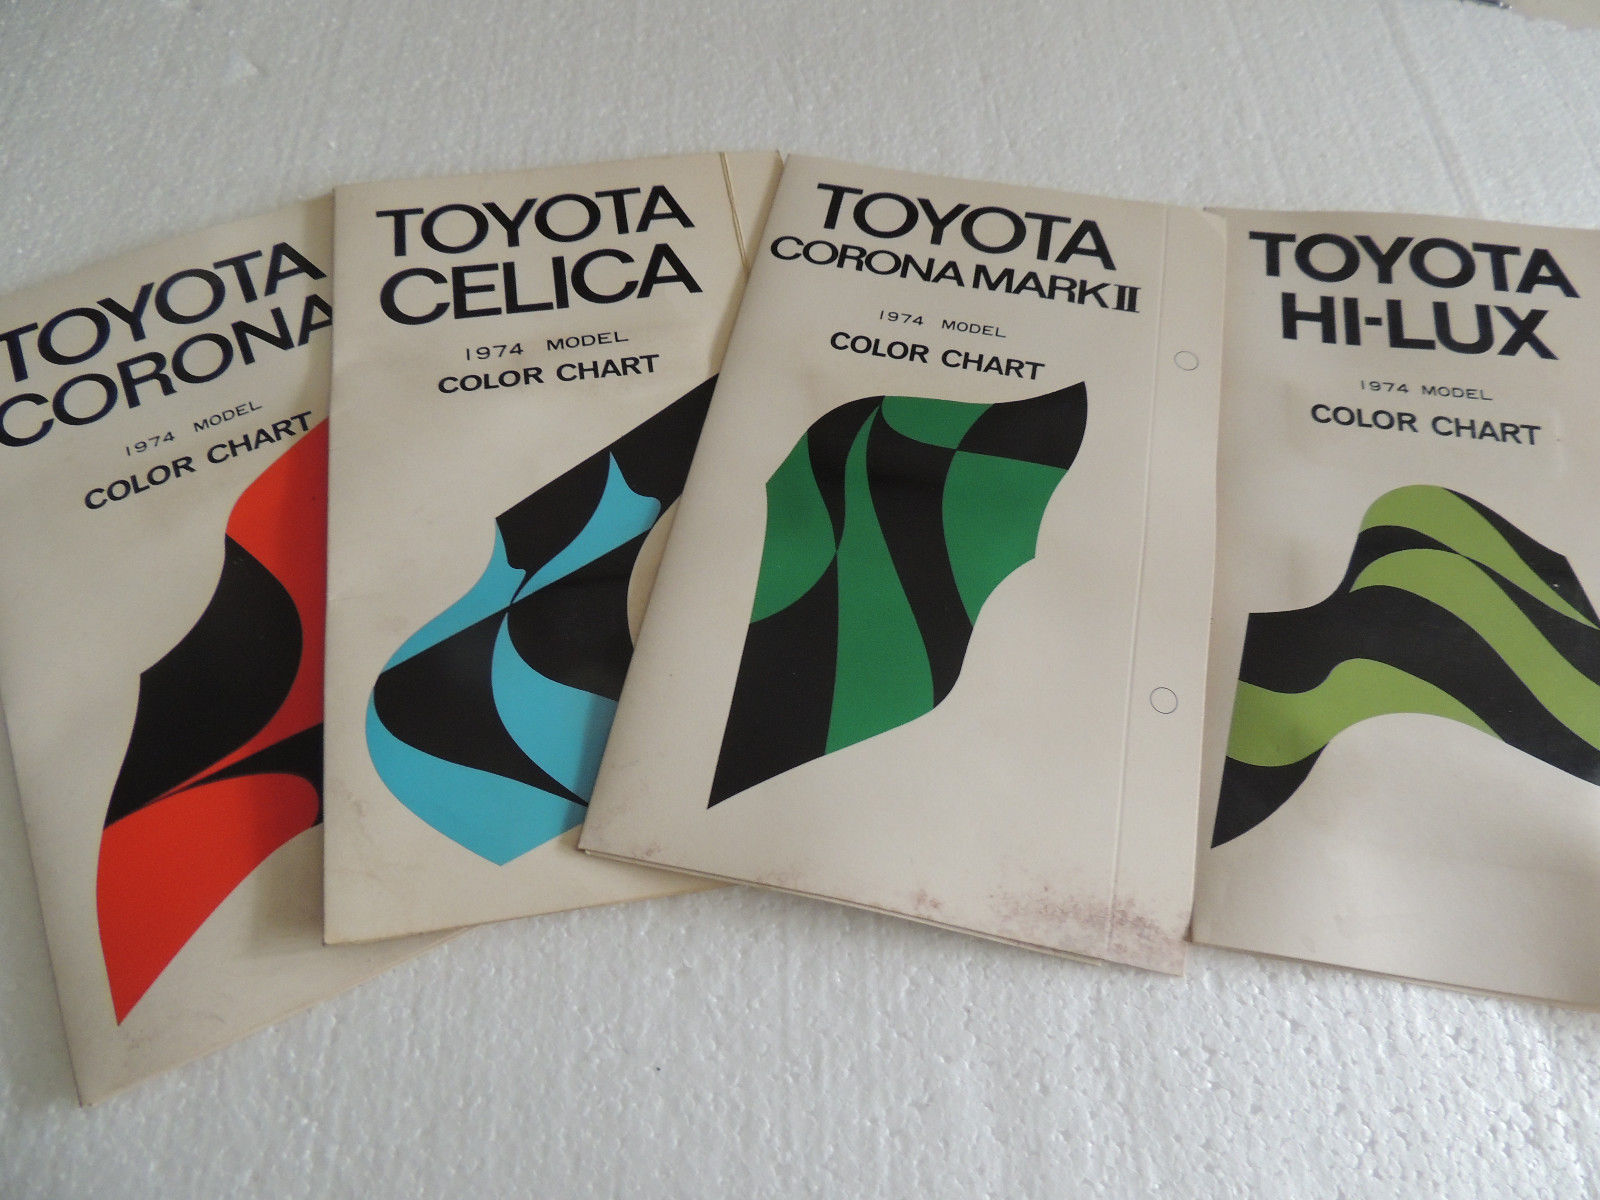 TOYOTA
CORONA
1974 MODEL
COLOR CHART
TOYOTA
CELICA
1974 MODEL
COLOR CHART
TOYOTA
CORONA MARK II
1974 MODEL
COLOR CHART
TOYOTA
HI-LUX
1974 MODEL
COLOR CHART